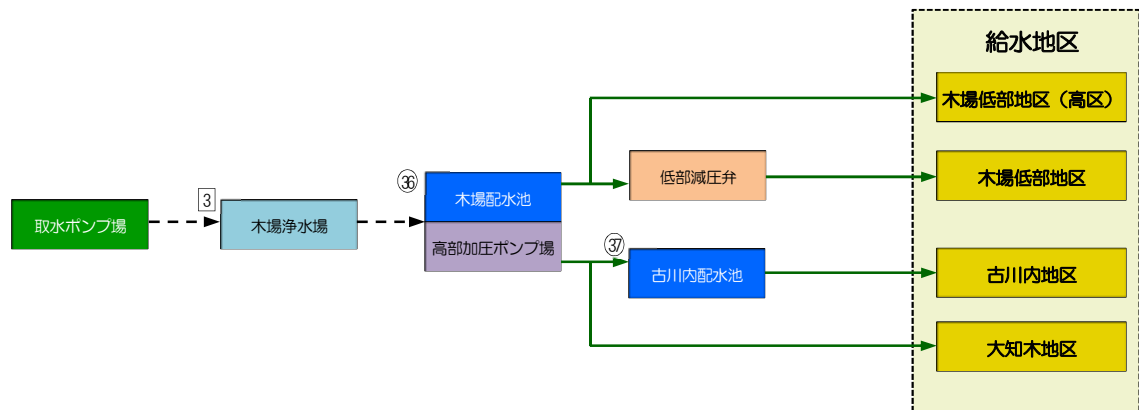 給水地区
木場低部地区（高区）
低部減圧弁
木場低部地区
㊱
木場配水池
3
取水ポンプ場
木場浄水場
高部加圧ポンプ場
㊲
古川内配水池
古川内地区
大知木地区